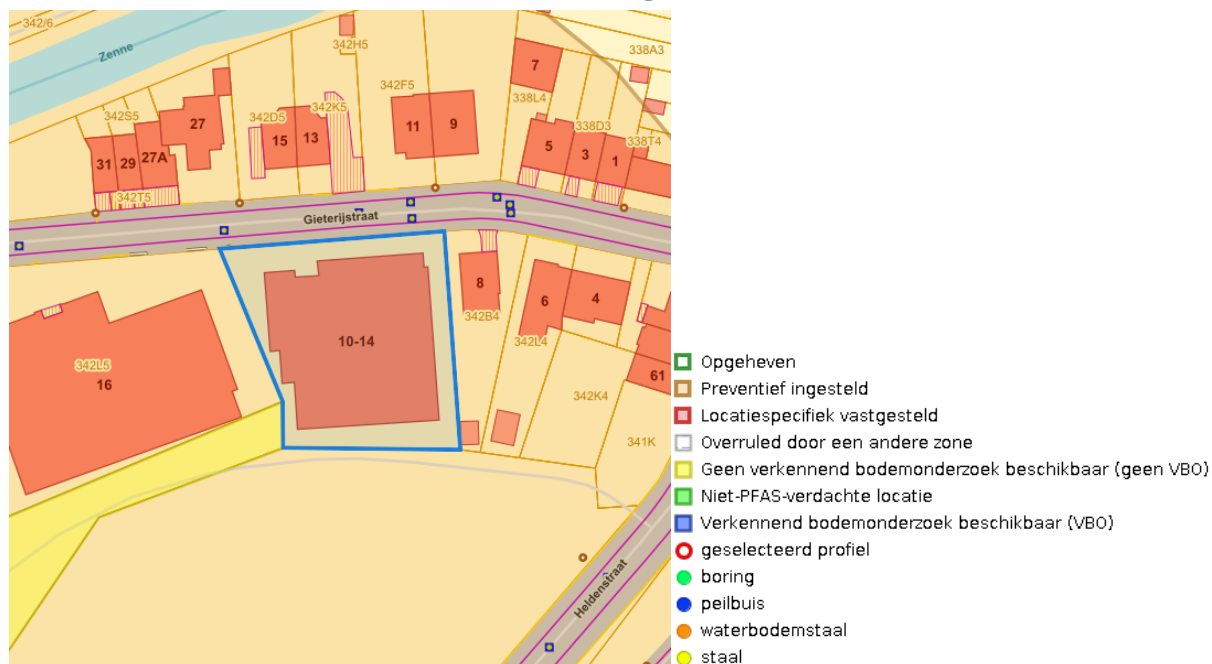 342/6
Zenne
342H5
338A3
7
342F5
338L4
27
342S5
342D5
342K5
338D3
338T4
15
13
11
9
5
3
1
31
29
27A
342T5
Gieterijstraat
8
6
4
342B4
342L4
10-14
342L5
16
61
342K4
341K
Heldenstraat
Opgeheven
Preventief ingesteld
Locatiespecifiek vastgesteld
Overruled door een andere zone
Geen verkennend bodemonderzoek beschikbaar (geen VBO)
Niet-PFAS-verdachte locatie
Verkennend bodemonderzoek beschikbaar (VBO)
geselecteerd profiel
boring
peilbuis
waterbodemstaal
staal